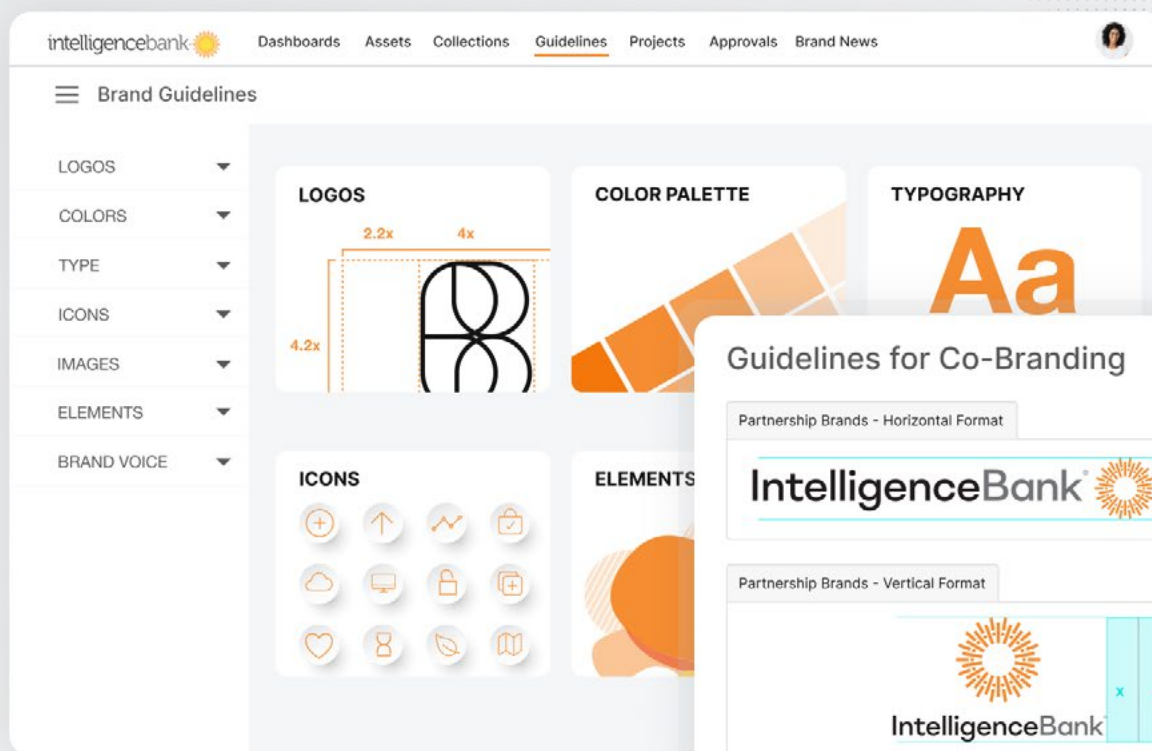 intelligencebank
Dashboards Assets Collections Guidelines Projects Approvals Brand News
Brand Guidelines
LOGOS
COLORS
TYPE
ICONS
IMAGES
ELEMENTS
BRAND VOICE
LOGOS
2.2x 4x
4.2x
COLOR PALETTE
TYPOGRAPHY
Aa
ICONS
ELEMENTS
Guidelines for Co-Branding
Partnership Brands - Horizontal Format
IntelligenceBank
Partnership Brands - Vertical Format
x
IntelligenceBank